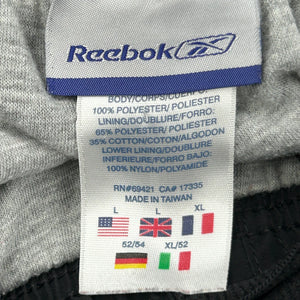 Reebok
BODY/CORPS/CUERPO
100% POLYESTER/ POLIESTER
LINING/DOUBLURE/FORRO.
65% POLYESTER/ POLIESTER
35% COTTON/COTON/ALGODON
LOWER LINING/DOUBLURE
INFERIEURE/FORRO BAJO.
100% NYLON/POLYAMIDE
RN#69421 CA# 17335
MADE IN TAIWAN
L L XL
52/54 XL/52